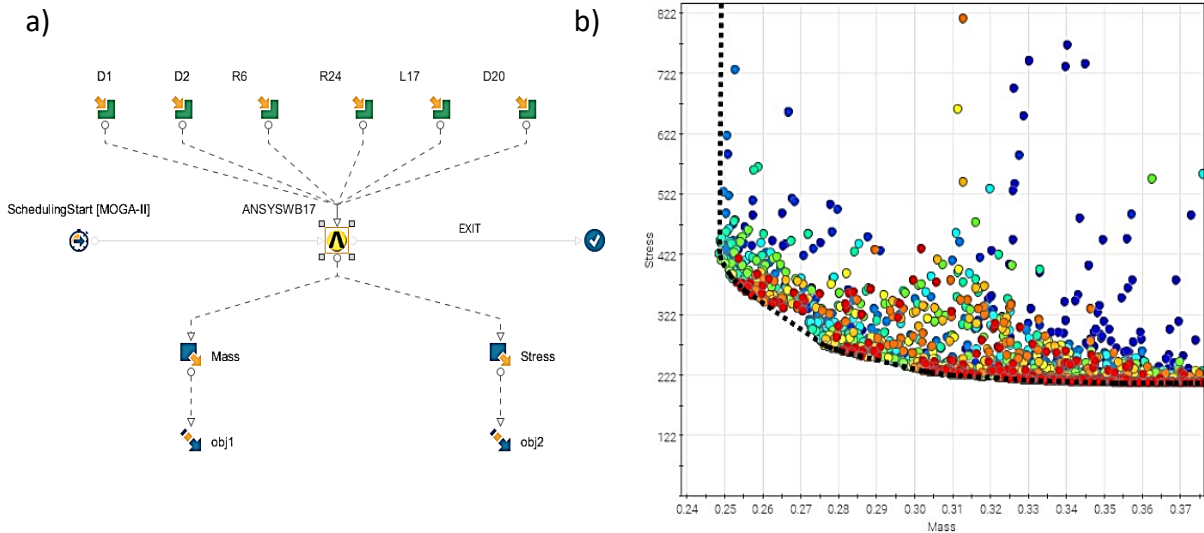 a)
D1 D2 R6 R24 L17 D20
SchedulingStart [MOGA-II]
ANSYSWB17
EXIT
Mass
Stress
obj1
obj2
b)
822
722
622
522
422
322
222
122
Stress
0.24 0.25 0.26 0.27 0.28 0.29 0.30 0.31 0.32 0.33 0.34 0.35 0.36 0.37
Mass